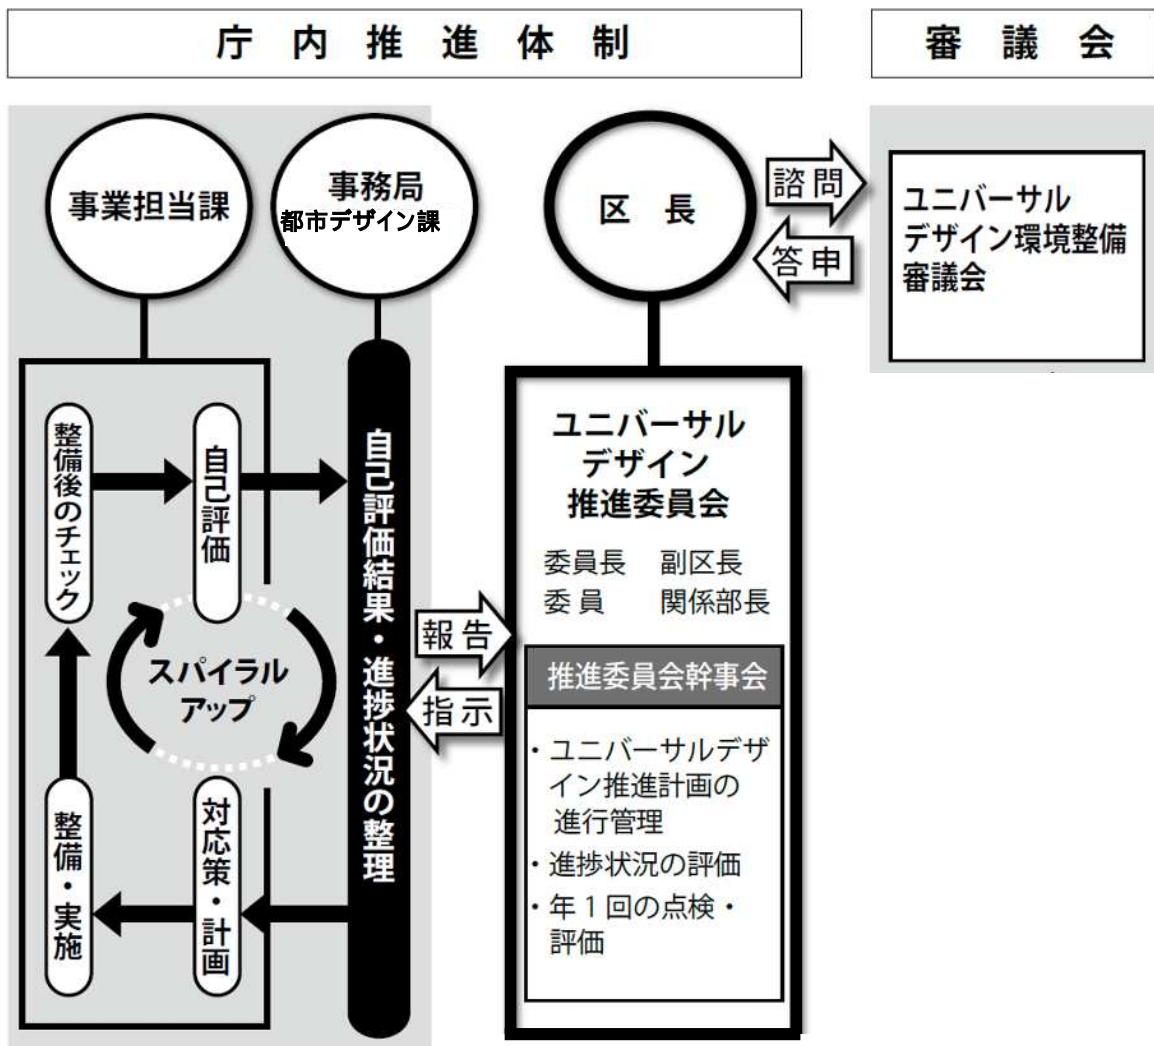 庁内推進体制
審議会
事業担当課
事務局
都市デザイン課
区長
諮問
答申
ユニバーサル
デザイン環境整備
審議会
整備後のチェック
自己評価
スパイラル
アップ
整備・実施
対応策・計画
自己評価結果・進捗状況の整理
報告
指示
ユニバーサル
デザイン
推進委員会
委員長 副区長
委員 関係部長
推進委員会幹事会
・ユニバーサルデザ
イン推進計画の
進行管理
・進捗状況の評価
・年1回の点検・
評価